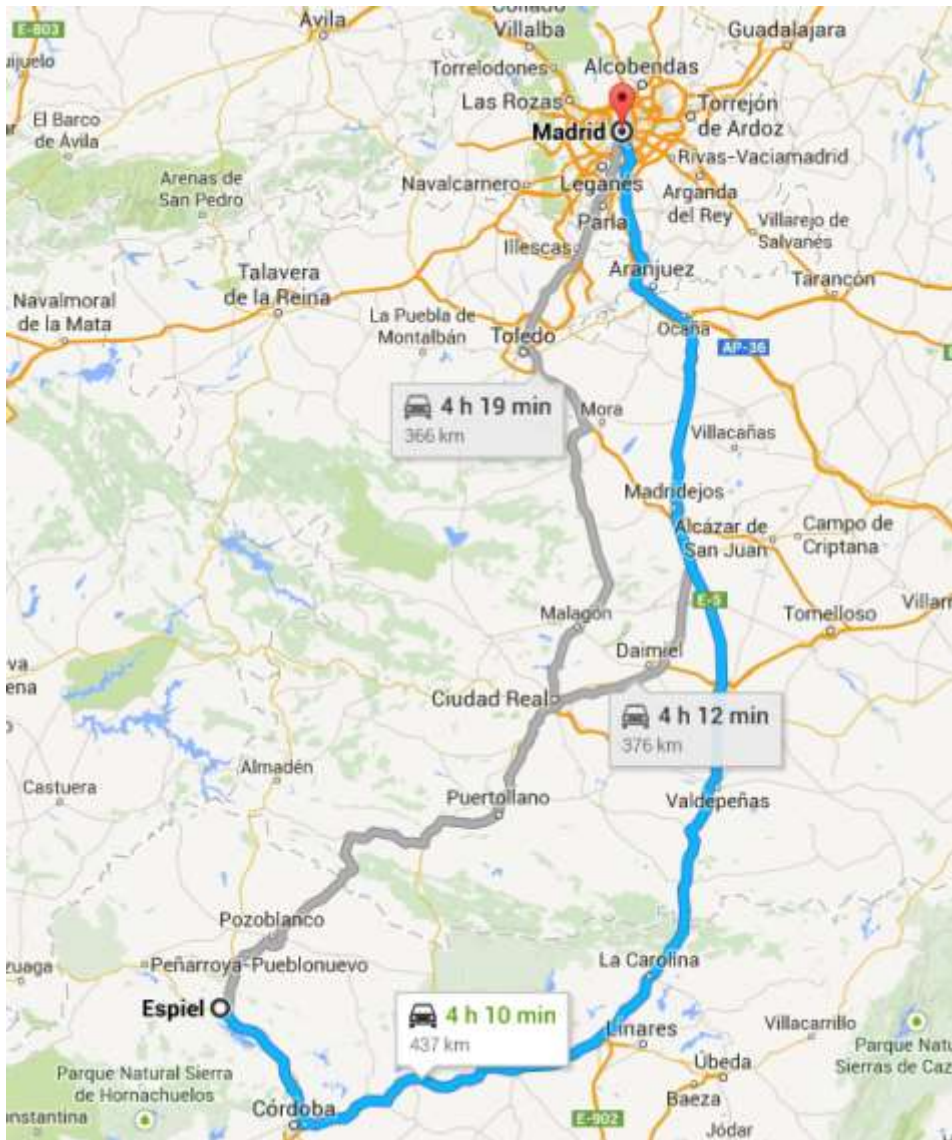 E-803
Ávila
Villalba
Guadalajara
Torrelodones
Alcobendas
Las Rozas
Torrejón
de Ardoz
El Barco
de Ávila
Madrid
Rivas-Vaciamadrid
Arenas de
San Pedro
Navalcarnero
Leganés
Arganda
del Rey
Parla
Villarejo de
Salvanés
Illescas
Talavera
de la Reina
Aranjuez
Tarancón
Navalmoral
de la Mata
La Puebla de
Montalbán
Ocaña
Toledo
AP-36
4 h 19 min
366 km
Mora
Villacañas
Madridejos
Alcázar de
San Juan
Campo de
Criptana
E-5
Malagón
Tomelloso
Daimiel
Ciudad Real
4 h 12 min
376 km
Almadén
Castuera
Puertollano
Valdepeñas
Pozoblanco
Peñarroya-Pueblonuevo
La Carolina
Espiel
4 h 10 min
437 km
Linares
Villacarrillo
Parque Natural Sierra
de Hornachuelos
Úbeda
Parque Natu
Sierras de Caz
Baeza
Córdoba
E-902
Jódar